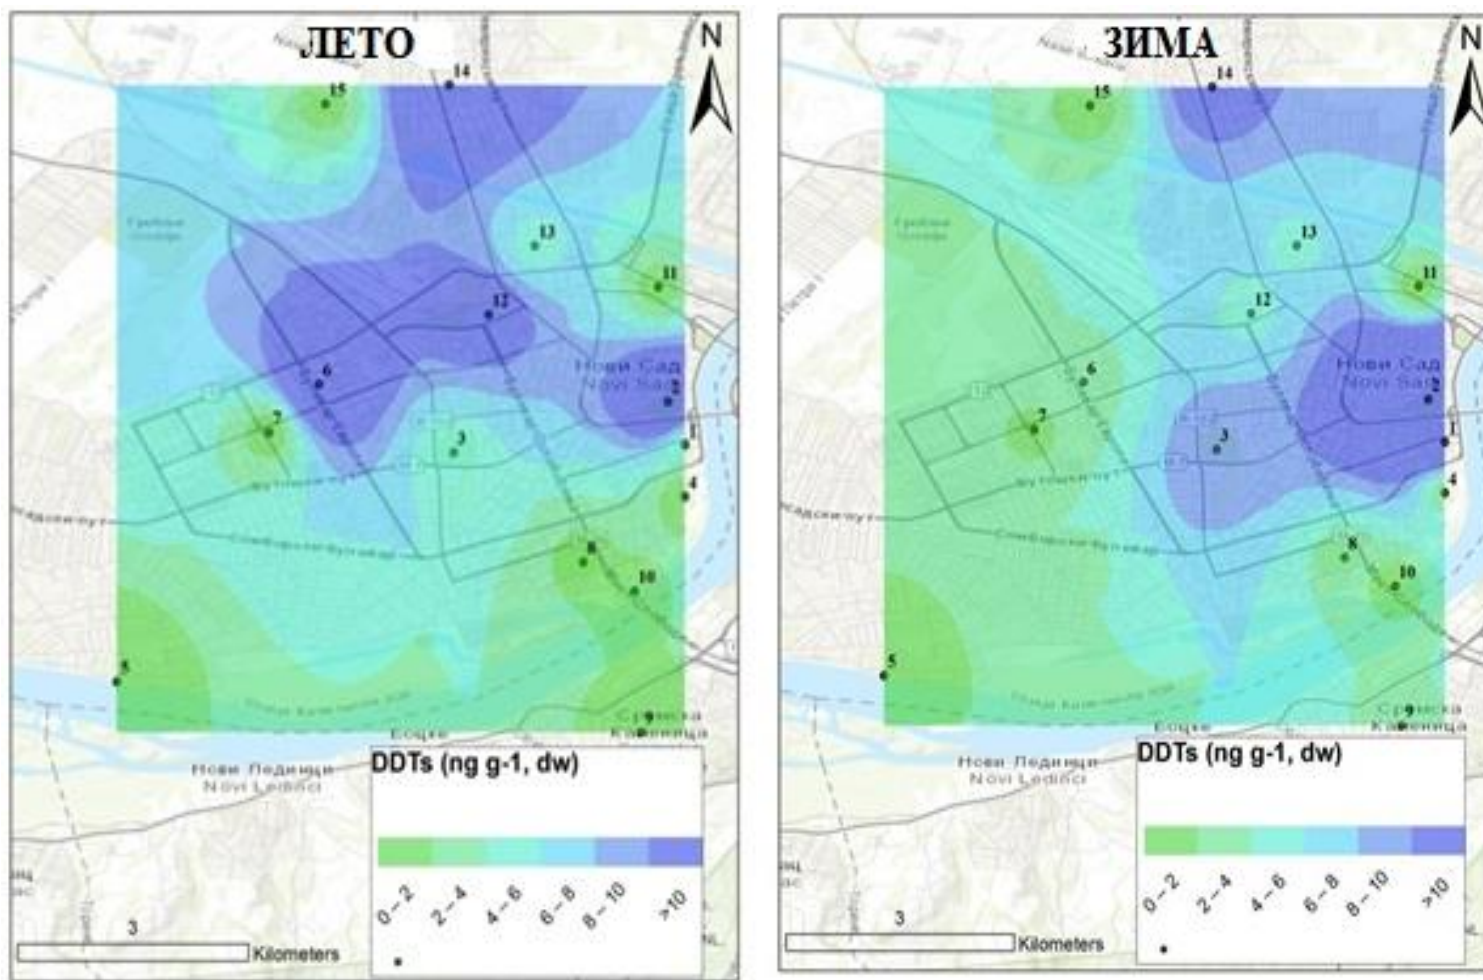 ЛЕТО
N
15
14
13
11
12
Нови Сад
Novi Sad
6
2
7
3
1
4
8
10
5
9
Сремска
Каменица
Нови Лединци
Novi Ledinci
DDTs (ng g-1, dw)
0 – 2
2 – 4
4 – 6
6 – 8
8 – 10
>10
3
Kilometers
ЗИМА
N
15
14
13
11
12
Нови Сад
Novi Sad
6
2
7
3
1
4
8
10
5
9
Сремска
Каменица
Нови Лединци
Novi Ledinci
DDTs (ng g-1, dw)
0 – 2
2 – 4
4 – 6
6 – 8
8 – 10
>10
3
Kilometers